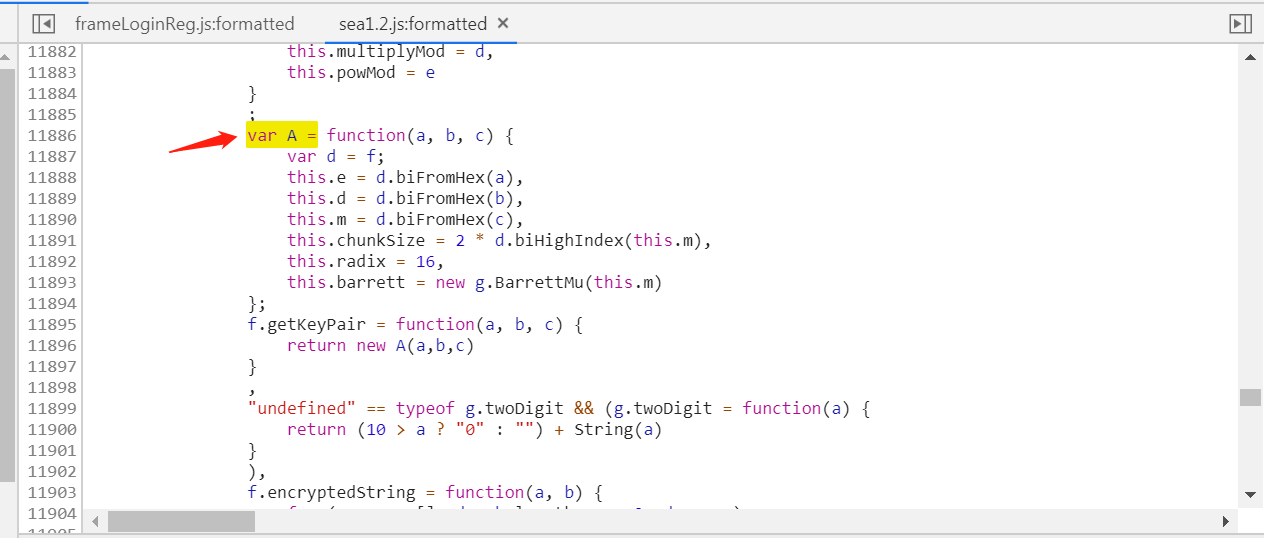 frameLoginReg.js:formatted sea1.2.js:formatted ×
11882 this.multiplyMod = d,
11883 this.powMod = e
11884 }
11885 ;
11886 var A = function(a, b, c) {
11887 var d = f;
11888 this.e = d.biFromHex(a),
11889 this.d = d.biFromHex(b),
11890 this.m = d.biFromHex(c),
11891 this.chunkSize = 2 * d.biHighIndex(this.m),
11892 this.radix = 16,
11893 this.barrett = new g.BarrettMu(this.m)
11894 };
11895 f.getKeyPair = function(a, b, c) {
11896 return new A(a,b,c)
11897 }
11898 ,
11899 "undefined" == typeof g.twoDigit && (g.twoDigit = function(a) {
11900 return (10 > a ? "0" : "") + String(a)
11901 }
11902 ),
11903 f.encryptedString = function(a, b) {
11904